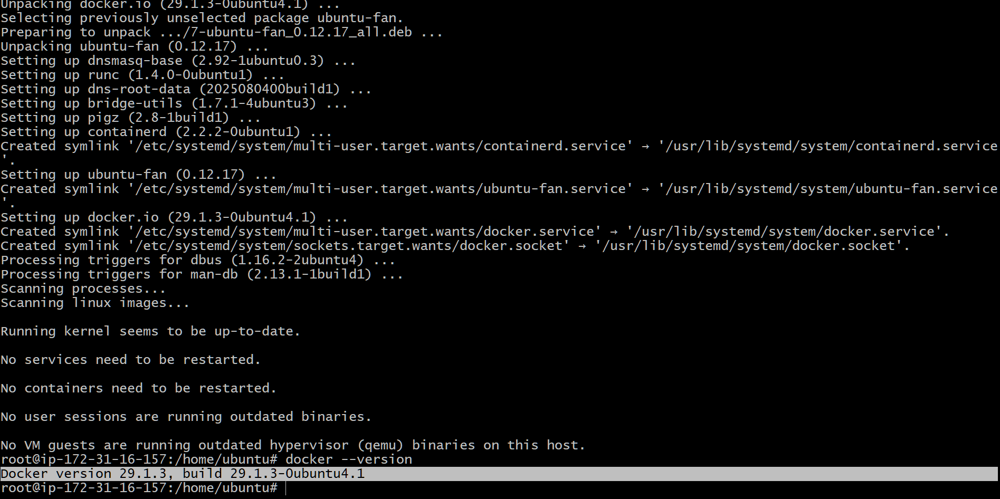 Unpacking docker.io (29.1.3-0ubuntu4.1) ...
Selecting previously unselected package ubuntu-fan.
Preparing to unpack .../7-ubuntu-fan_0.12.17_all.deb ...
Unpacking ubuntu-fan (0.12.17) ...
Setting up dnsmasq-base (2.92-1ubuntu0.3) ...
Setting up runc (1.4.0-0ubuntu1) ...
Setting up dns-root-data (2025080400build1) ...
Setting up bridge-utils (1.7.1-4ubuntu3) ...
Setting up pigz (2.8-1build1) ...
Setting up containerd (2.2.2-0ubuntu1) ...
Created symlink '/etc/systemd/system/multi-user.target.wants/containerd.service' → '/usr/lib/systemd/system/containerd.service
'.
Setting up ubuntu-fan (0.12.17) ...
Created symlink '/etc/systemd/system/multi-user.target.wants/ubuntu-fan.service' → '/usr/lib/systemd/system/ubuntu-fan.service
'.
Setting up docker.io (29.1.3-0ubuntu4.1) ...
Created symlink '/etc/systemd/system/multi-user.target.wants/docker.service' → '/usr/lib/systemd/system/docker.service'.
Created symlink '/etc/systemd/system/sockets.target.wants/docker.socket' → '/usr/lib/systemd/system/docker.socket'.
Processing triggers for dbus (1.16.2-2ubuntu4) ...
Processing triggers for man-db (2.13.1-1build1) ...
Scanning processes...
Scanning linux images...
Running kernel seems to be up-to-date.
No services need to be restarted.
No containers need to be restarted.
No user sessions are running outdated binaries.
No VM guests are running outdated hypervisor (qemu) binaries on this host.
root@ip-172-31-16-157:/home/ubuntu# docker --version
Docker version 29.1.3, build 29.1.3-0ubuntu4.1
root@ip-172-31-16-157:/home/ubuntu#